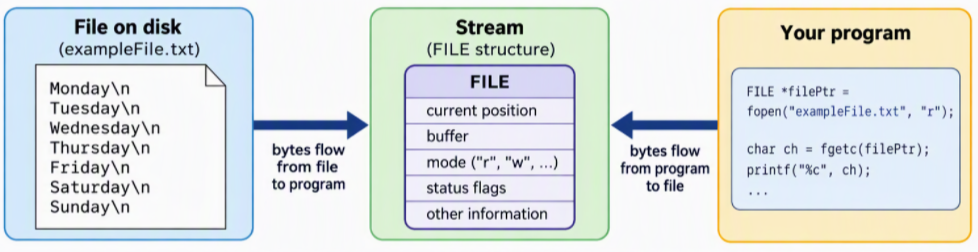 File on disk
(exampleFile.txt)
Monday\n
Tuesday\n
Wednesday\n
Thursday\n
Friday\n
Saturday\n
Sunday\n
bytes flow
from file
to program
Stream
(FILE structure)
FILE
current position
buffer
mode ("r", "w", ...)
status flags
other information
bytes flow
from program
to file
Your program
FILE *filePtr =
fopen("exampleFile.txt", "r");
char ch = fgetc(filePtr);
printf("%c", ch);
...